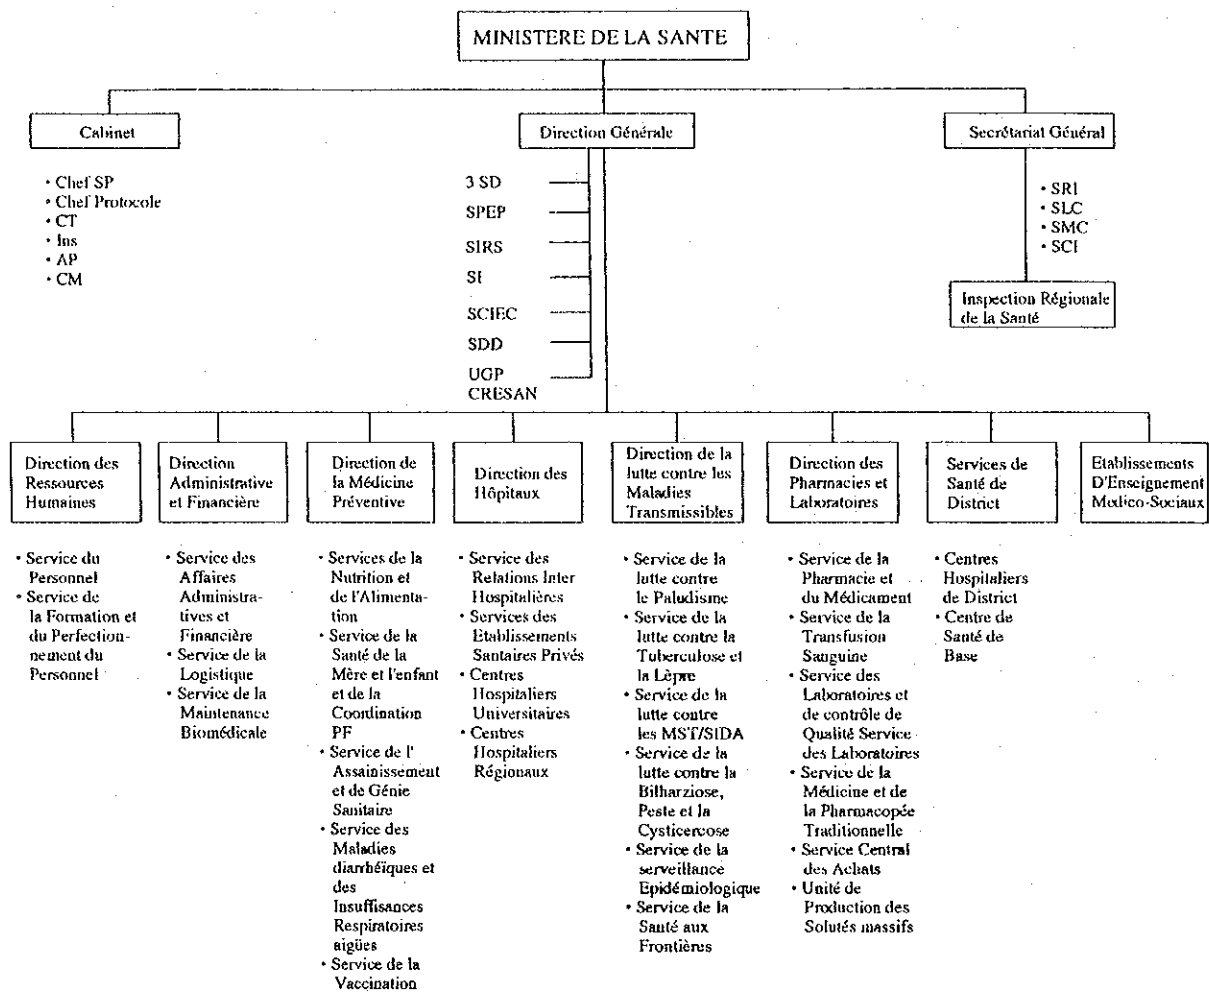 MINISTERE DE LA SANTE
Cabinet
• Chef SP
• Chef Protocole
• CT
• Ins
• AP
• CM
Direction Générale
3 SD
SPEP
SIRS
SI
SCIEC
SDD
UGP
CRESAN
Secrétariat Général
• SRI
• SLC
• SMC
• SCI
Inspection Régionale
de la Santé
Direction des
Ressources
Humaines
• Service du
Personnel
• Service de
la Formation et
du Perfection-
nement du
Personnel
Direction
Administrative
et Financière
• Service des
Affaires
Administra-
tives et
Financière
• Service de la
Logistique
• Service de la
Maintenance
Biomédicale
Direction de
la Médicine
Préventive
• Services de la
Nutrition et
de l'Alimenta-
tion
• Service de la
Santé de la
Mère et l'enfant
et de la
Coordination
PF
• Service de l'
Assainissement
et de Génie
Sanitaire
• Service des
Maladies
diarrhéïques et
des
Insuffisances
Respiratoires
aigües
• Service de la
Vaccination
Direction des
Hôpitaux
• Service des
Relations Inter
Hospitalières
• Services des
Etablissements
Santaires Privés
• Centres
Hospitaliers
Universitaires
• Centres
Hospitaliers
Régionaux
Direction de la
lutte contre les
Maladies
Transmissibles
• Service de la
lutte contre
le Paludisme
• Service de la
lutte contre la
Tuberculose et
la Lèpre
• Service de la
lutte contre
les MST/SIDA
• Service de la
lutte contre la
Bilharziose,
Peste et la
Cysticercose
• Service de la
serveillance
Epidémiologique
• Service de la
Santé aux
Frontières
Direction des
Pharmacies et
Laboratoires
• Service de la
Pharmacie et
du Médicament
• Service de la
Transfusion
Sanguine
• Service des
Laboratoires et
de contrôle de
Qualité Service
des Laboratoires
• Service de la
Médicine et de
la Pharmacopée
Traditionnelle
• Service Central
des Achats
• Unité de
Production des
Solutés massifs
Services de
Santé de
District
• Centres
Hospitaliers
de District
• Centre de
Santé de
Base
Etablissements
D'Enseignement
Medico-Sociaux